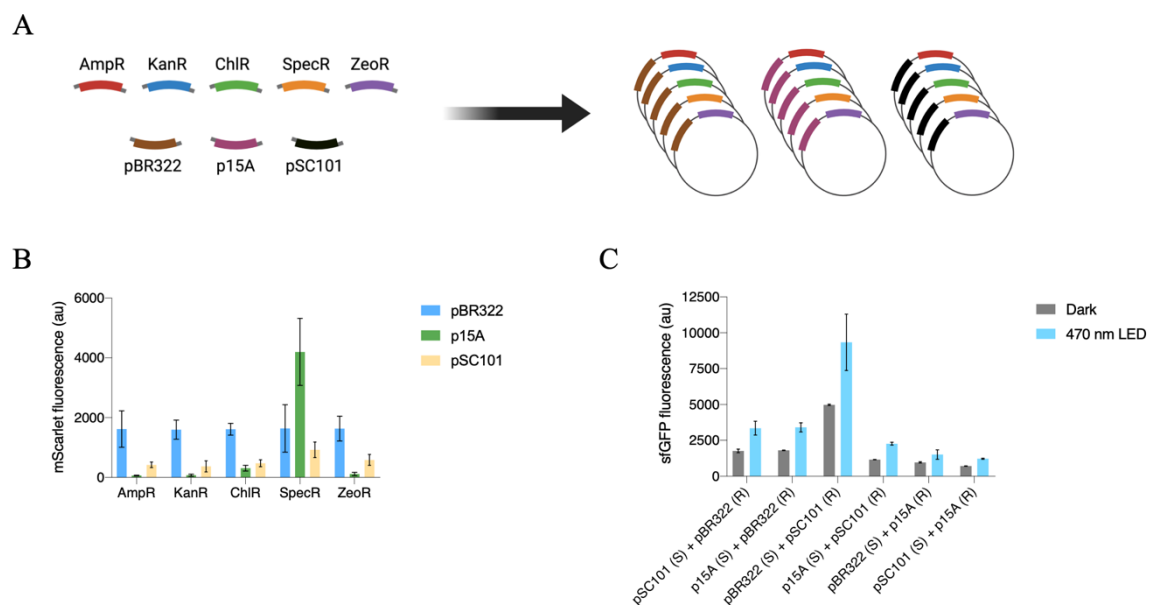 A
AmpR KanR ChlR SpecR ZeoR
pBR322 p15A pSC101
B
mScarlet fluorescence (au)
6000
4000
2000
0
AmpR KanR ChlR SpecR ZeoR
pBR322
p15A
pSC101
C
sfGFP fluorescence (au)
12500
10000
7500
5000
2500
0
pSC101 (S) + pBR322 (R)
p15A (S) + pBR322 (R)
pBR322 (S) + pSC101 (R)
p15A (S) + pSC101 (R)
pBR322 (S) + p15A (R)
pSC101 (S) + p15A (R)
Dark
470 nm LED